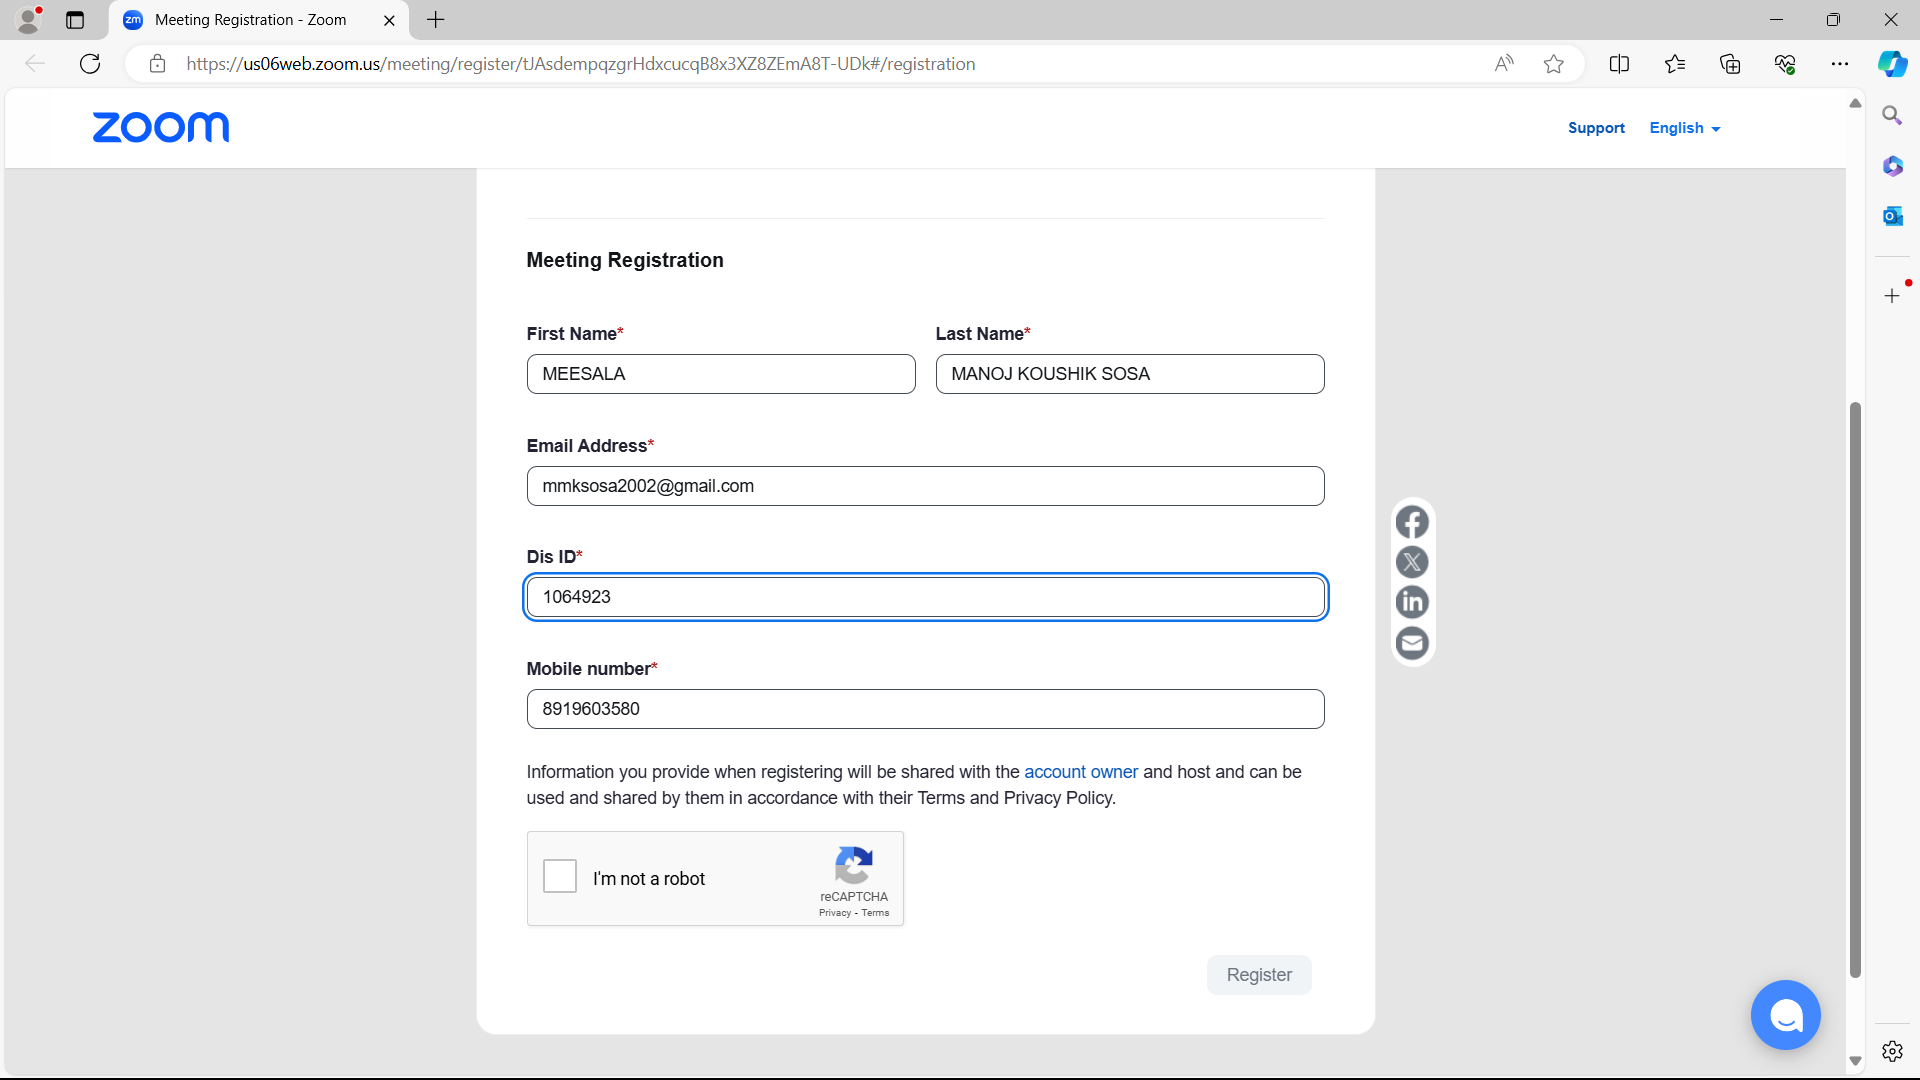 zm Meeting Registration - Zoom
https://us06web.zoom.us/meeting/register/tJAsdempqzgrHdxcucqB8x3XZ8ZEmA8T-UDk#/registration
zoom
Support English
Meeting Registration
First Name* Last Name*
MEESALA MANOJ KOUSHIK SOSA
Email Address*
mmksosa2002@gmail.com
Dis ID*
1064923
Mobile number*
8919603580
Information you provide when registering will be shared with the account owner and host and can be
used and shared by them in accordance with their Terms and Privacy Policy.
I'm not a robot
reCAPTCHA
Privacy - Terms
Register